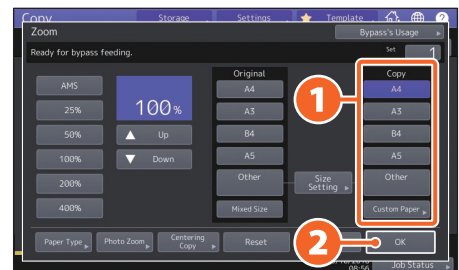 Copy Storage Settings Template
Zoom Bypass's Usage
Ready for bypass feeding. Set 1
Original Copy
AMS 100% A4 A4
25% A3 A3
50% Up B4 B4
100% Down A5 A5
200% Other Size Setting Other
400% Mixed Size Custom Paper
1
Paper Type Photo Zoom Centering Copy Reset OK
2
08:56 Job Status